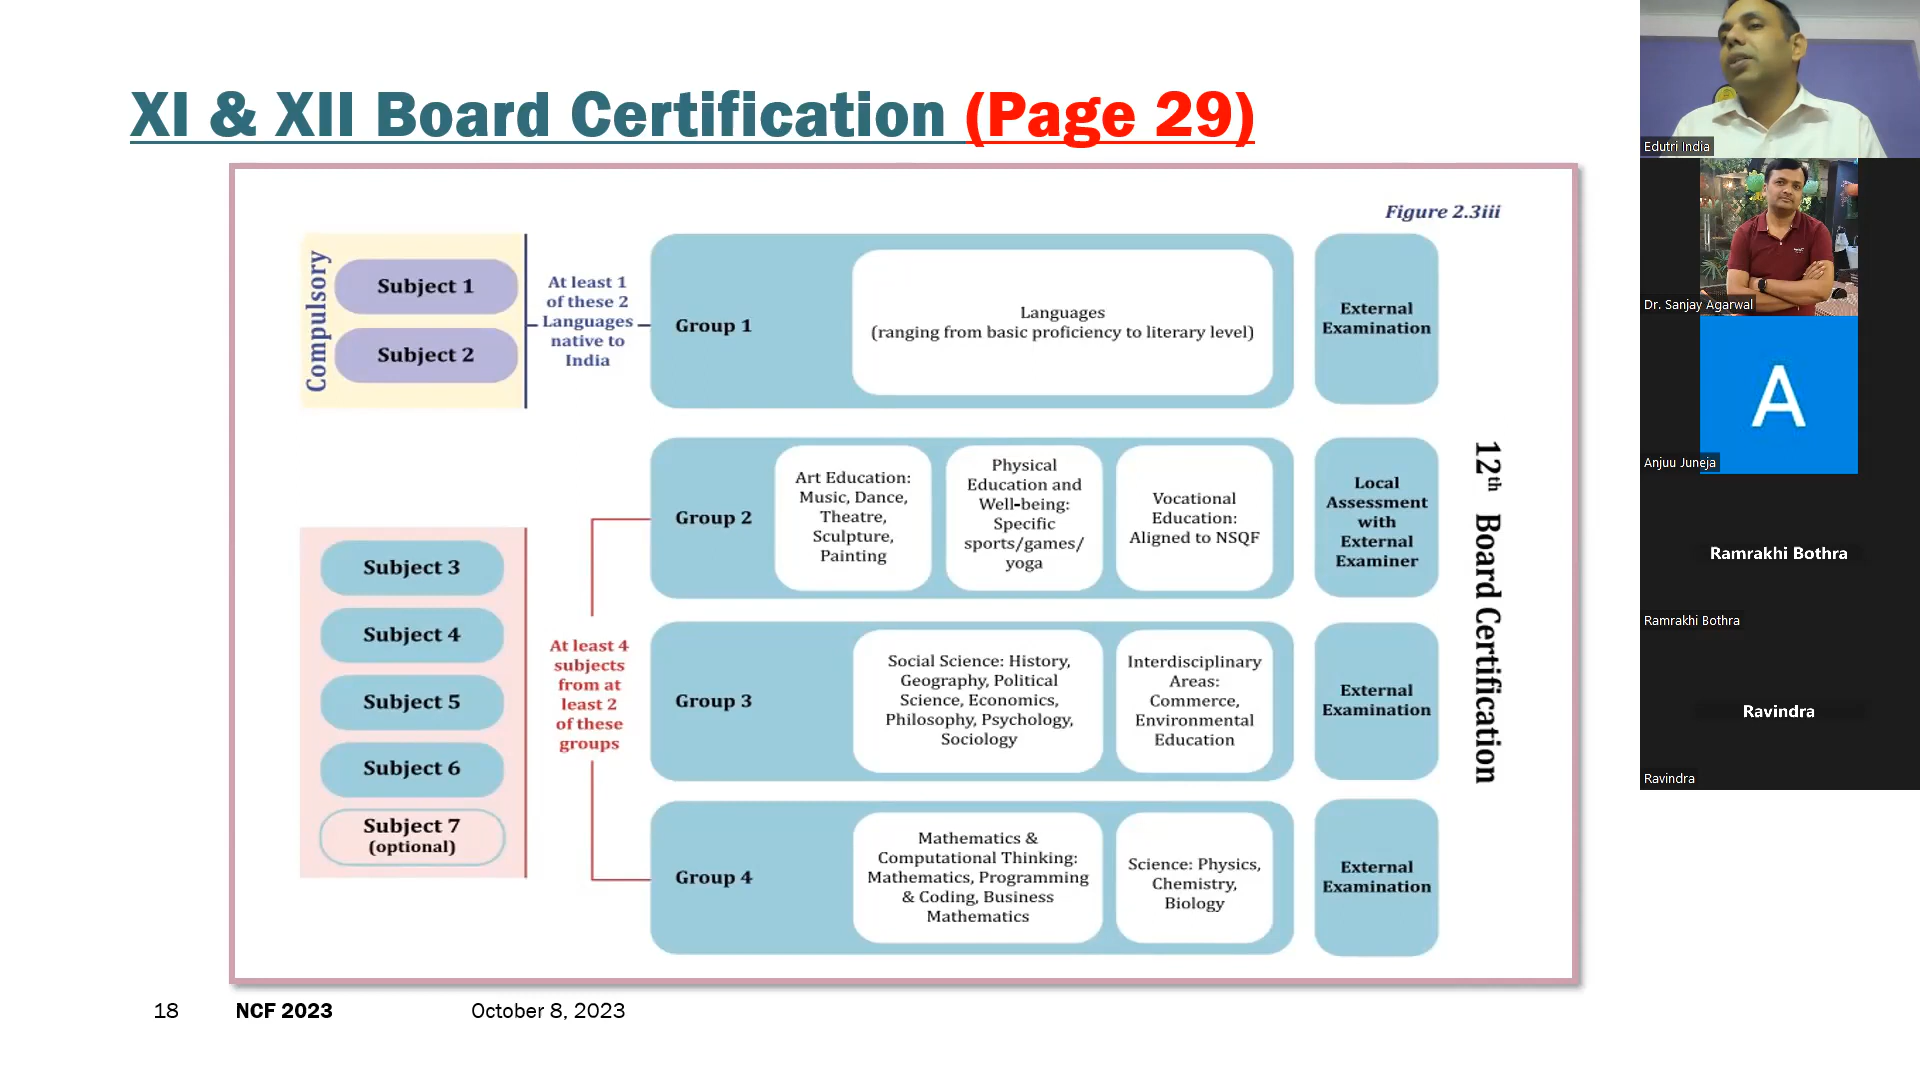 XI & XII Board Certification (Page 29)
Figure 2.3iii
Compulsory
Subject 1
Subject 2
At least 1
of these 2
Languages
native to
India
Group 1
Languages
(ranging from basic proficiency to literary level)
External
Examination
Subject 3
Subject 4
Subject 5
Subject 6
Subject 7
(optional)
At least 4
subjects
from at
least 2
of these
groups
Group 2
Art Education:
Music, Dance,
Theatre,
Sculpture,
Painting
Physical
Education and
Well-being:
Specific
sports/games/
yoga
Vocational
Education:
Aligned to NSQF
Local
Assessment
with
External
Examiner
Group 3
Social Science: History,
Geography, Political
Science, Economics,
Philosophy, Psychology,
Sociology
Interdisciplinary
Areas:
Commerce,
Environmental
Education
External
Examination
Group 4
Mathematics &
Computational Thinking:
Mathematics, Programming
& Coding, Business
Mathematics
Science: Physics,
Chemistry,
Biology
External
Examination
12th Board Certification
18 NCF 2023 October 8, 2023
Edutri India
Dr. Sanjay Agarwal
A
Anjuu Juneja
Ramrakhi Bothra
Ramrakhi Bothra
Ravindra
Ravindra